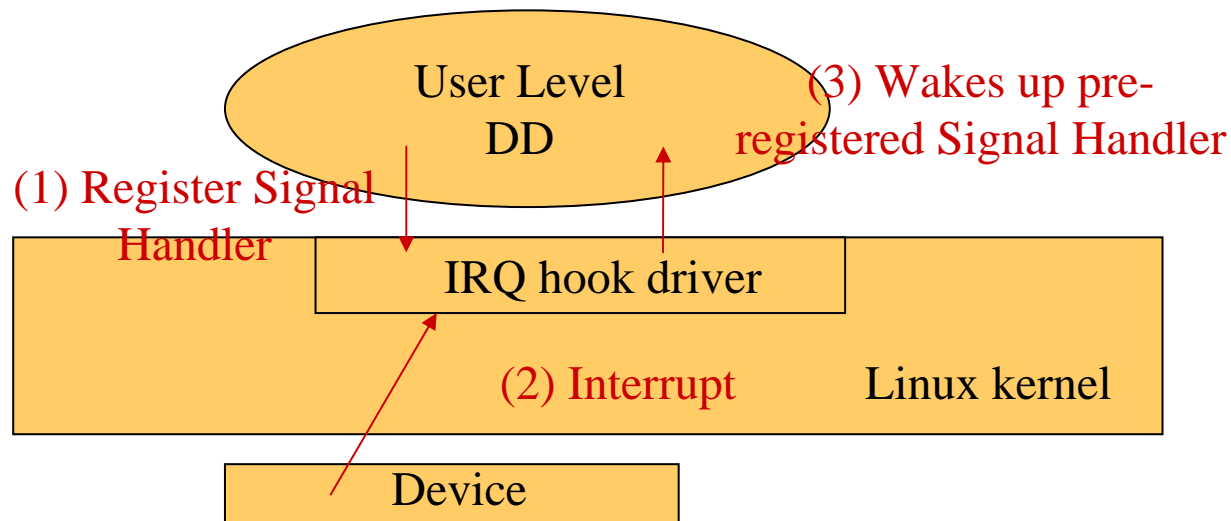 User Level
DD
(3) Wakes up pre-
registered Signal Handler
(1) Register Signal
Handler
IRQ hook driver
(2) Interrupt
Linux kernel
Device